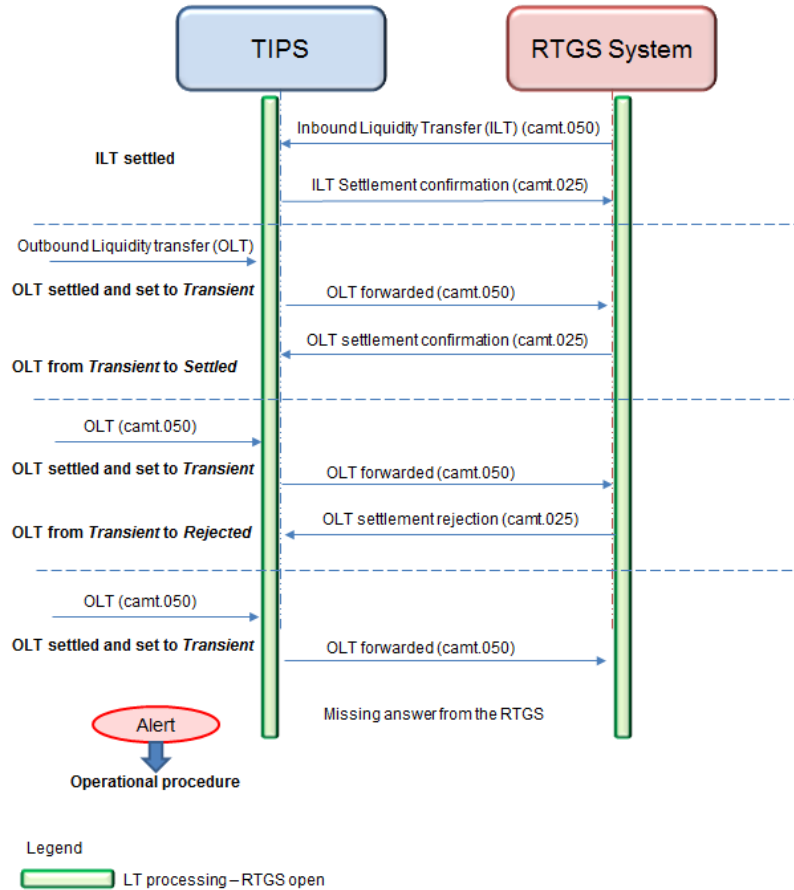 TIPS
RTGS System
Inbound Liquidity Transfer (ILT) (camt.050)
ILT settled
ILT Settlement confirmation (camt.025)
Outbound Liquidity transfer (OLT)
OLT settled and set to Transient
OLT forwarded (camt.050)
OLT settlement confirmation (camt.025)
OLT from Transient to Settled
OLT (camt.050)
OLT settled and set to Transient
OLT forwarded (camt.050)
OLT settlement rejection (camt.025)
OLT from Transient to Rejected
OLT (camt.050)
OLT settled and set to Transient
OLT forwarded (camt.050)
Missing answer from the RTGS
Alert
Operational procedure
Legend
LT processing – RTGS open